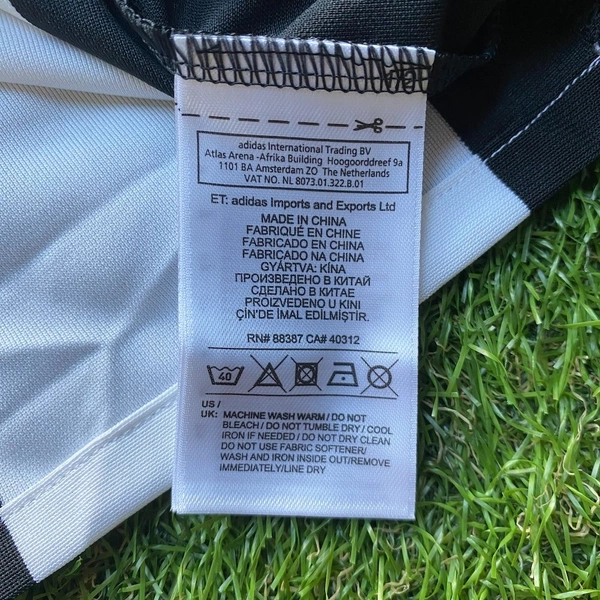 adidas International Trading BV
Atlas Arena -Afrika Building Hoogoorddreef 9a
1101 BA Amsterdam ZO The Netherlands
VAT NO. NL 8073.01.322.B.01
ET: adidas Imports and Exports Ltd
MADE IN CHINA
FABRIQUÉ EN CHINE
FABRICADO EN CHINA
FABRICADO NA CHINA
GYÁRTVA: KÍNA
ПРОИЗВЕДЕНО В КИТАЙ
СДЕЛАНО В КИТАЕ
PROIZVEDENO U KINI
ÇİN'DE İMAL EDİLMİŞTİR.
RN# 88387 CA# 40312
40
US /
UK: MACHINE WASH WARM / DO NOT
BLEACH / DO NOT TUMBLE DRY / COOL
IRON IF NEEDED / DO NOT DRY CLEAN
DO NOT USE FABRIC SOFTENER/
WASH AND IRON INSIDE OUT/REMOVE
IMMEDIATELY/LINE DRY